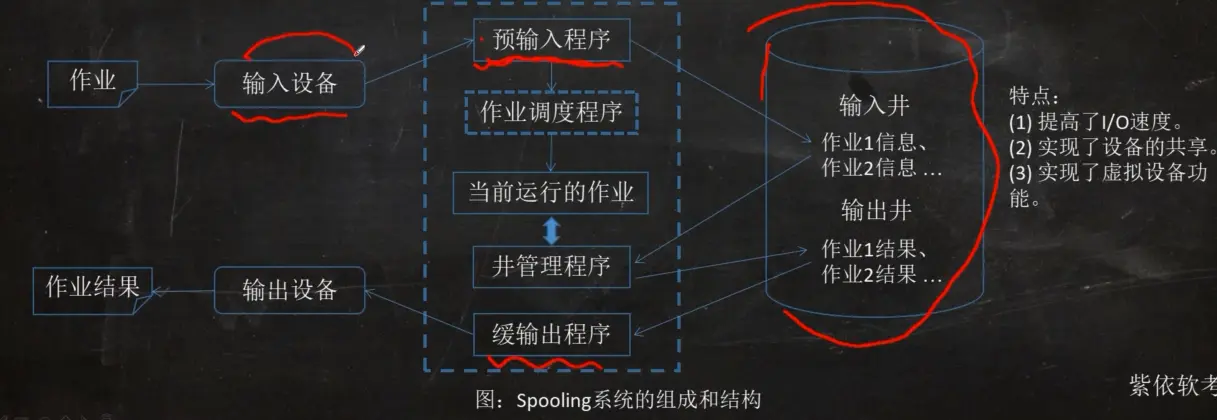 作业
输入设备
预输入程序
作业调度程序
当前运行的作业
井管理程序
缓输出程序
作业结果
输出设备
输入井
作业1信息、
作业2信息 ...
输出井
作业1结果、
作业2结果 ...
特点：
(1) 提高了I/O速度。
(2) 实现了设备的共享。
(3) 实现了虚拟设备功
能。
图：Spooling系统的组成和结构
紫依软考